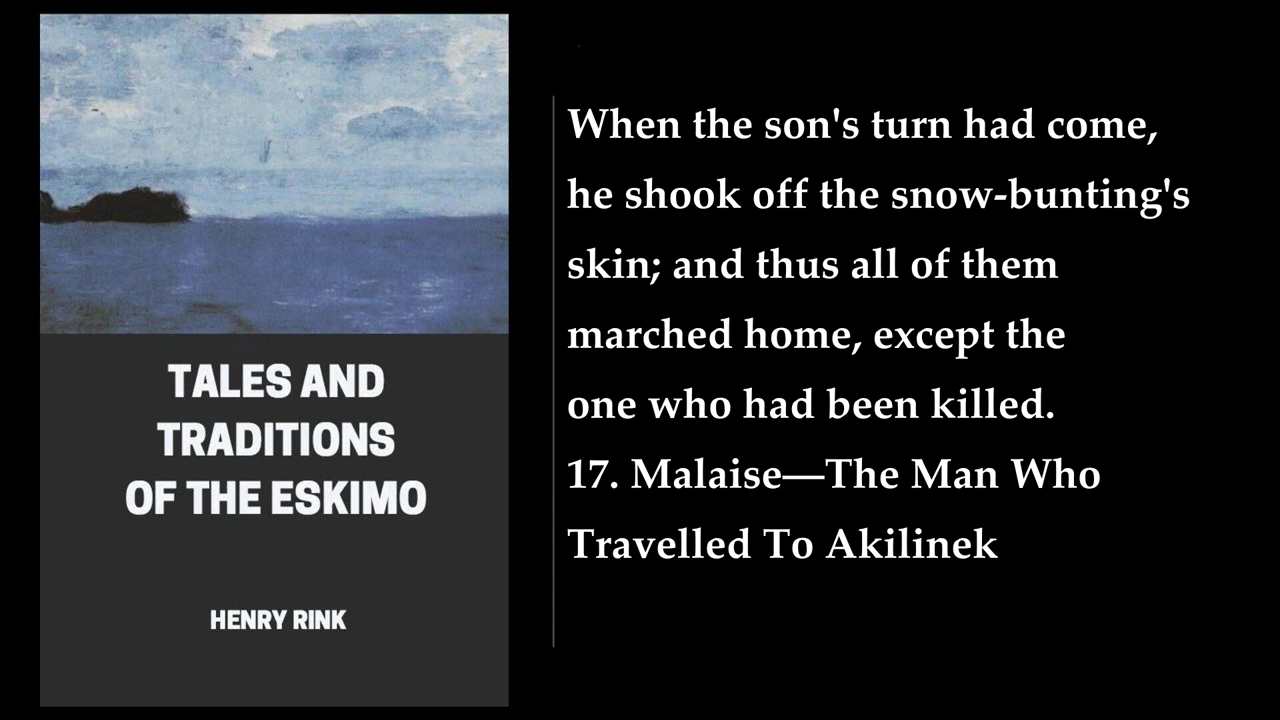 TALES AND
TRADITIONS
OF THE ESKIMO
HENRY RINK
When the son's turn had come,
he shook off the snow-bunting's
skin; and thus all of them
marched home, except the
one who had been killed.
17. Malaise—The Man Who
Travelled To Akilinek